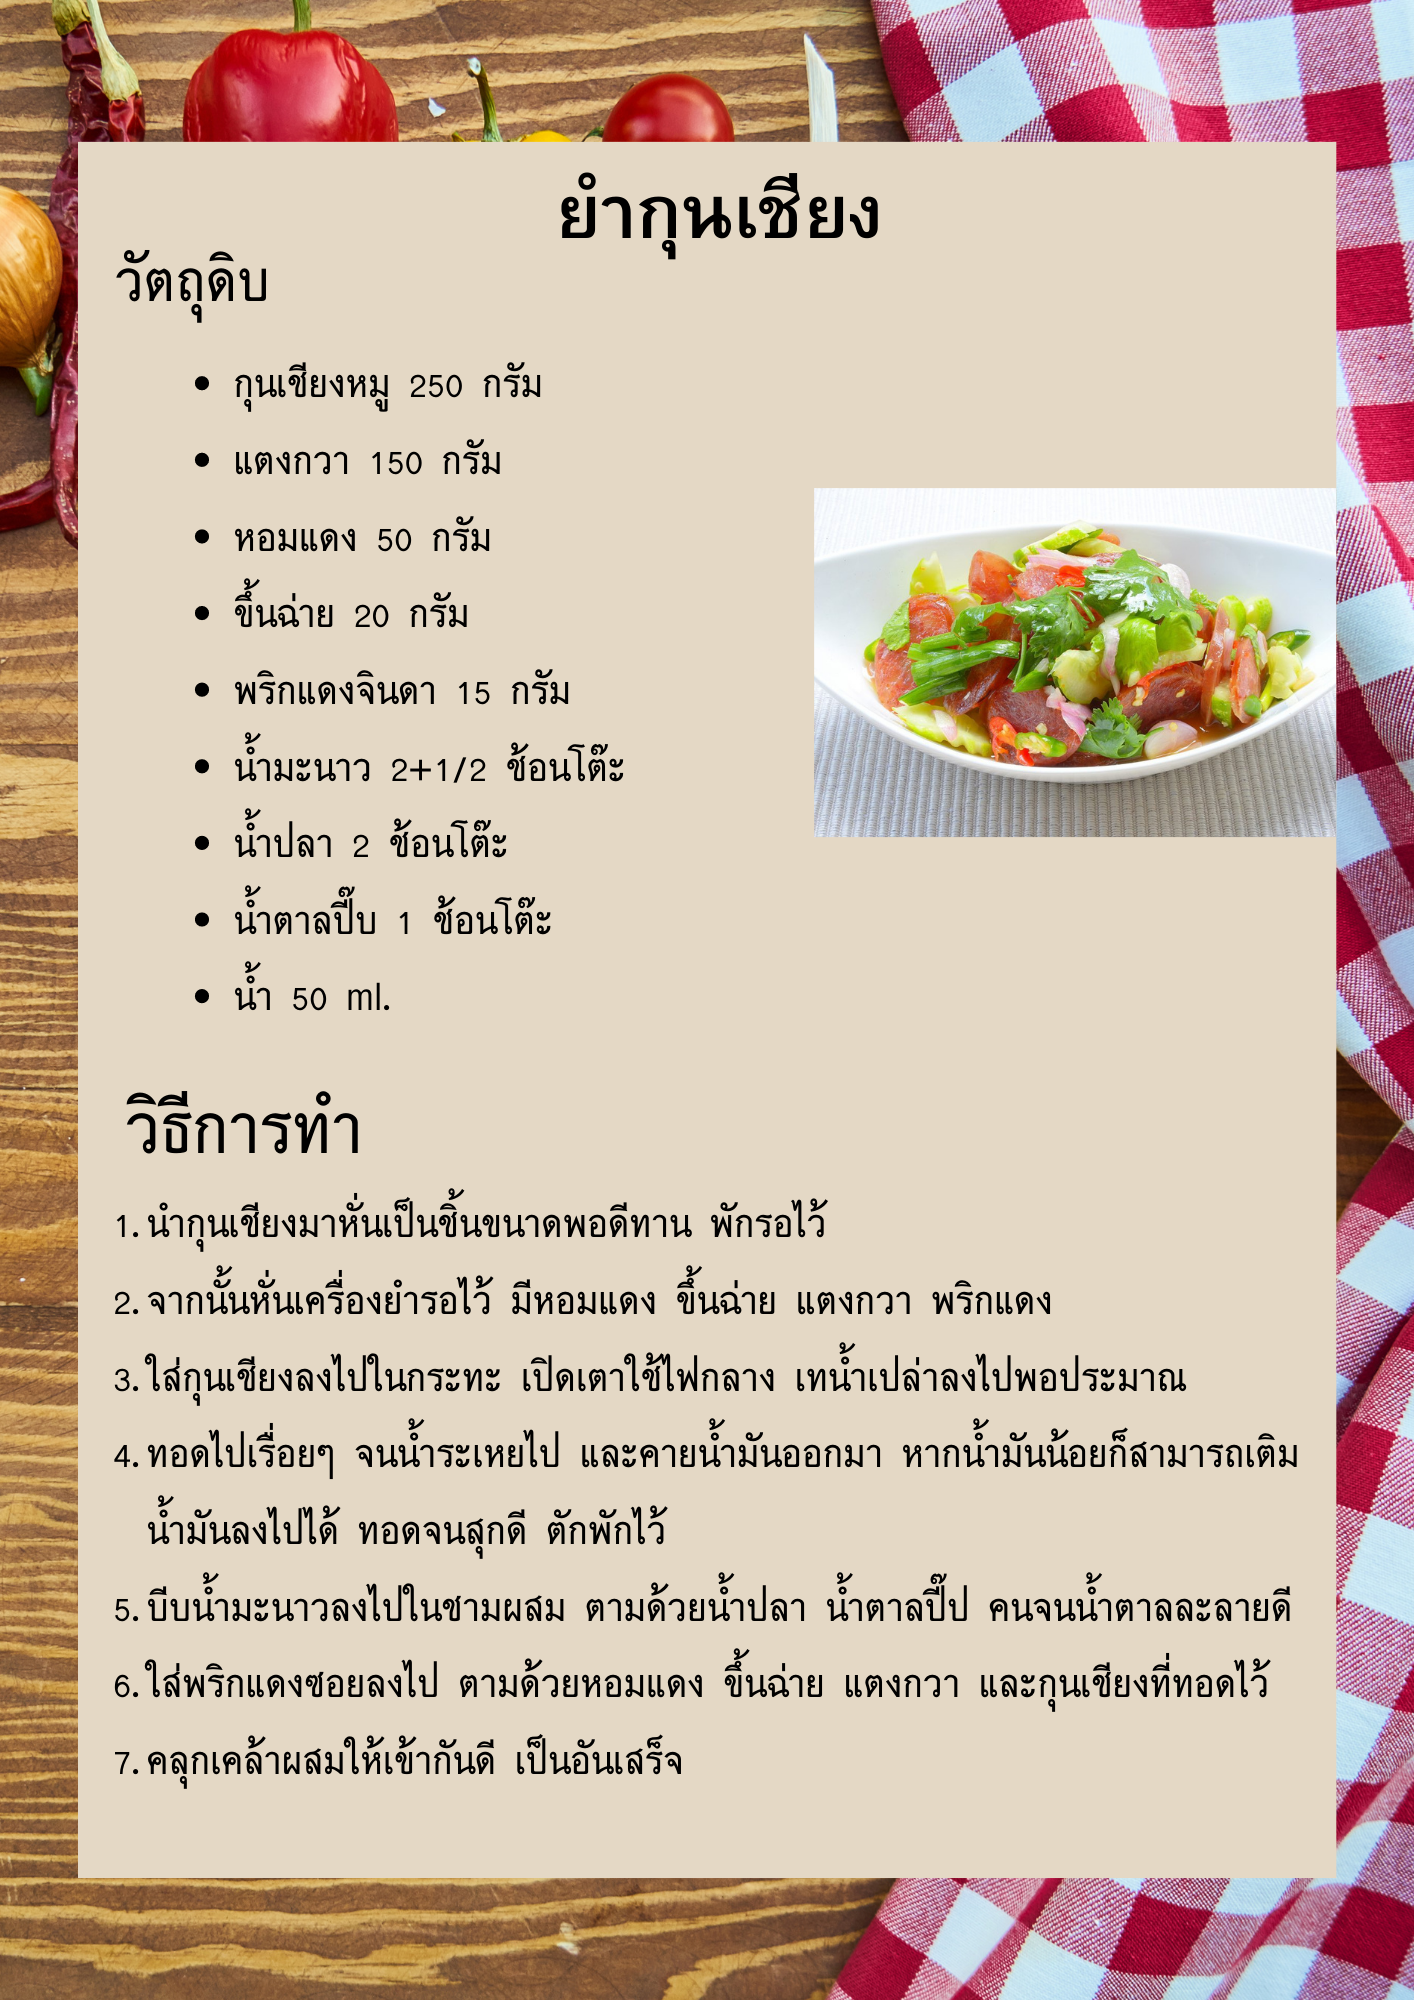 ยำกุนเชียง
วัตถุดิบ
• กุนเชียงหมู 250 กรัม
• แตงกวา 150 กรัม
• หอมแดง 50 กรัม
• ขึ้นฉ่าย 20 กรัม
• พริกแดงจินดา 15 กรัม
• น้ำมะนาว 2+1/2 ช้อนโต๊ะ
• น้ำปลา 2 ช้อนโต๊ะ
• น้ำตาลปี๊บ 1 ช้อนโต๊ะ
• น้ำ 50 ml.
วิธีการทำ
1. นำกุนเชียงมาหั่นเป็นชิ้นขนาดพอดีทาน พักรอไว้
2. จากนั้นหั่นเครื่องยำรอไว้ มีหอมแดง ขึ้นฉ่าย แตงกวา พริกแดง
3. ใส่กุนเชียงลงไปในกระทะ เปิดเตาใช้ไฟกลาง เทน้ำเปล่าลงไปพอประมาณ
4. ทอดไปเรื่อยๆ จนน้ำระเหยไป และคายน้ำมันออกมา หากน้ำมันน้อยก็สามารถเติม
น้ำมันลงไปได้ ทอดจนสุกดี ตักพักไว้
5. บีบน้ำมะนาวลงไปในชามผสม ตามด้วยน้ำปลา น้ำตาลปี๊ป คนจนน้ำตาลละลายดี
6. ใส่พริกแดงซอยลงไป ตามด้วยหอมแดง ขึ้นฉ่าย แตงกวา และกุนเชียงที่ทอดไว้
7. คลุกเคล้าผสมให้เข้ากันดี เป็นอันเสร็จ